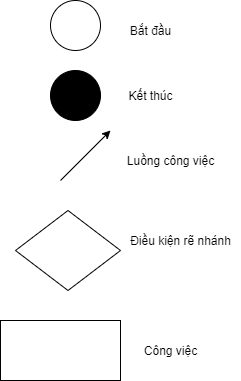 Bắt đầu
Kết thúc
Luồng công việc
Điều kiện rẽ nhánh
Công việc